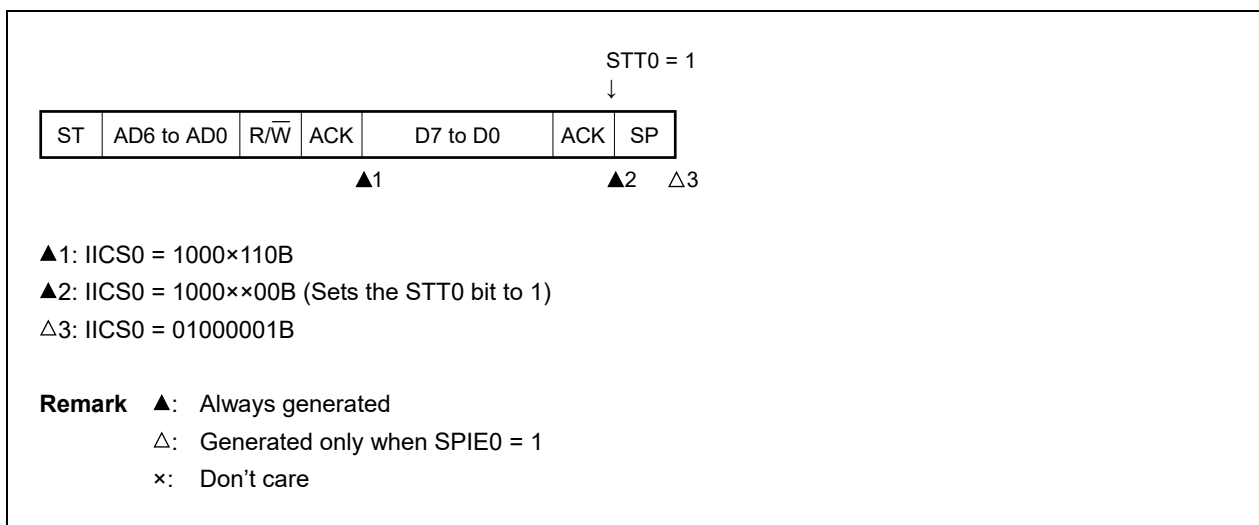 STT0 = 1
↓
ST AD6 to AD0 R/W̅ ACK D7 to D0 ACK SP
▲1 ▲2 △3
▲1: IICS0 = 1000×110B
▲2: IICS0 = 1000××00B (Sets the STT0 bit to 1)
△3: IICS0 = 01000001B
Remark ▲: Always generated
△: Generated only when SPIE0 = 1
×: Don’t care